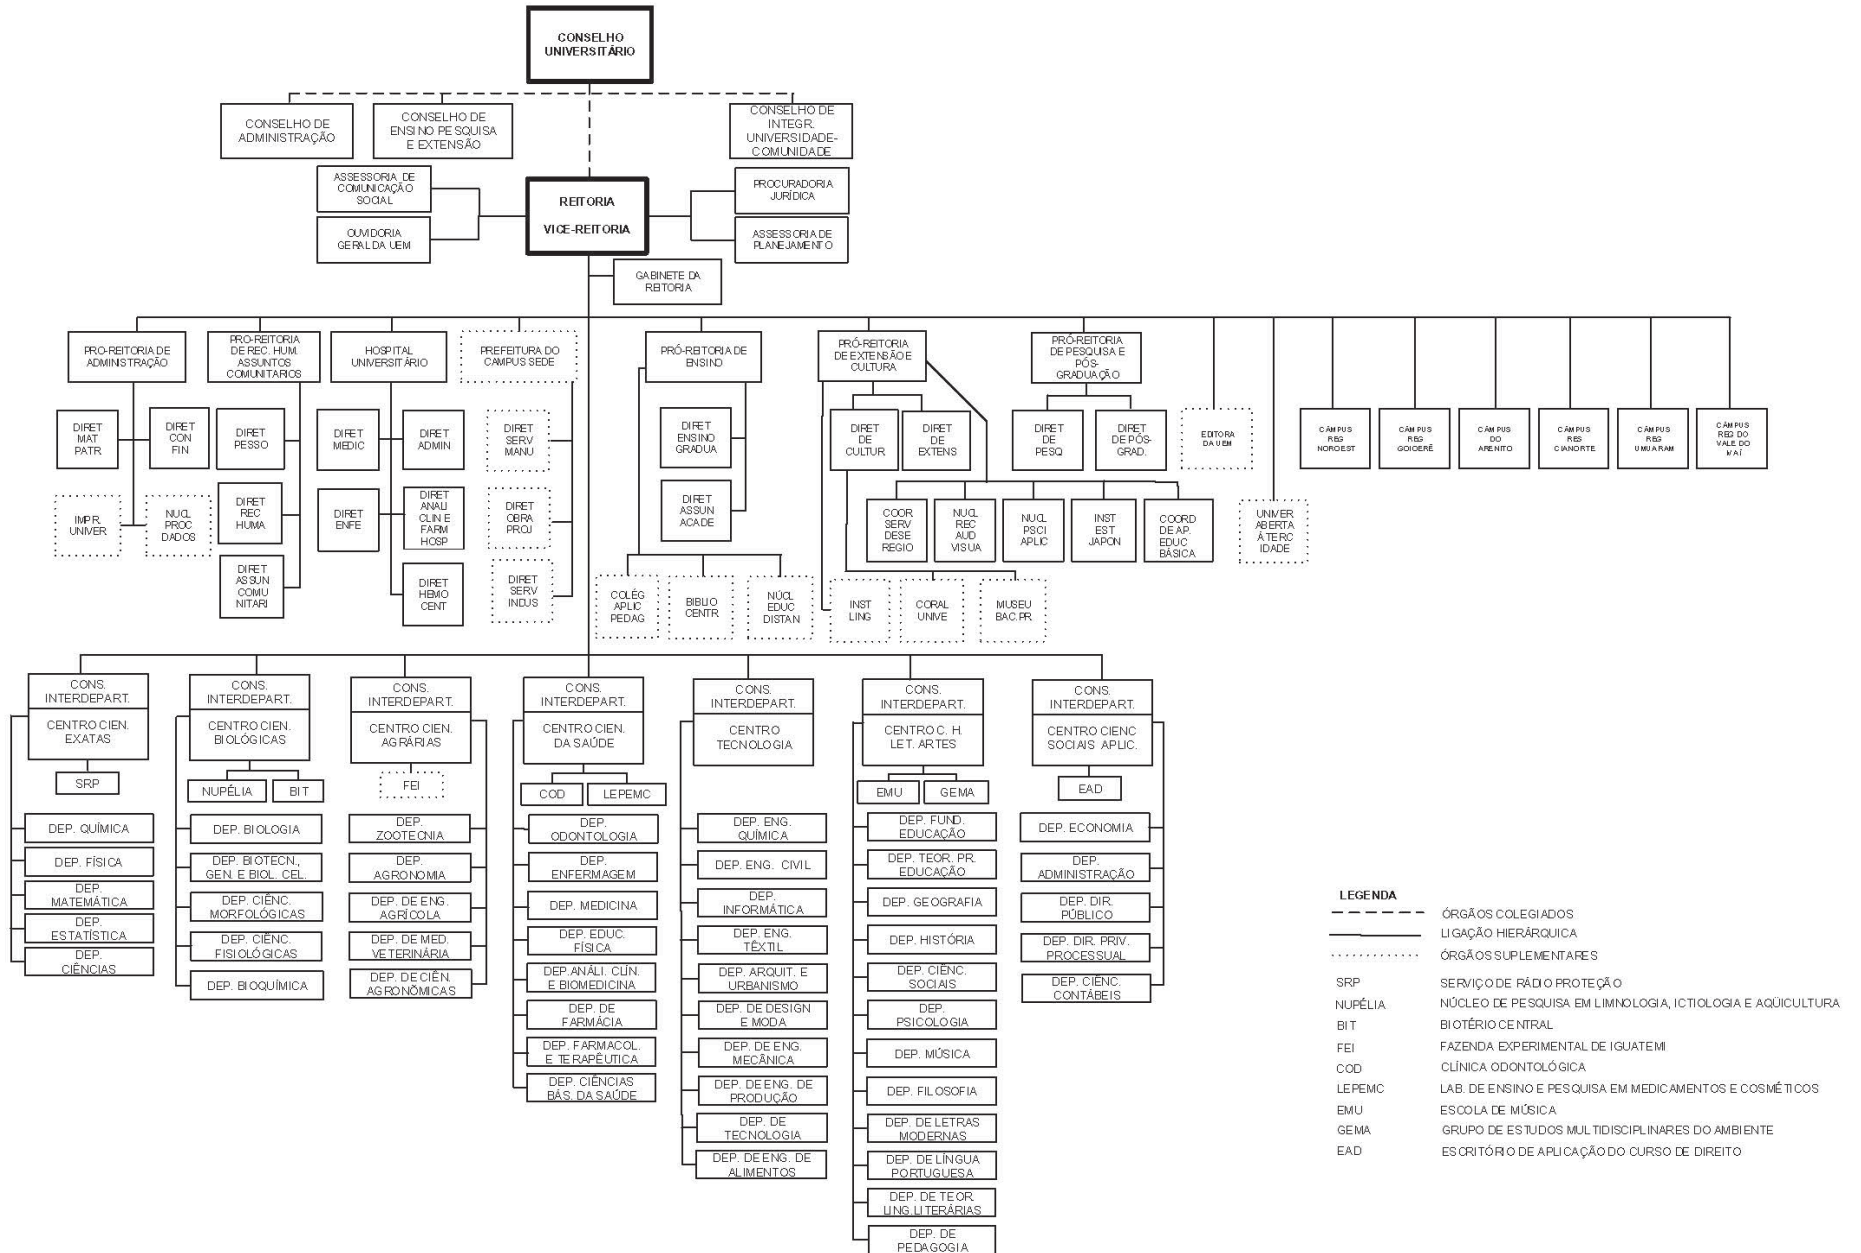 CONSELHO
UNIVERSITÁRIO
CONSELHO DE
ADMINISTRAÇÃO
CONSELHO DE
ENSINO PESQUISA
E EXTENSÃO
CONSELHO DE
INTEGR.
UNIVERSIDADE-
COMUNIDADE
ASSESSORIA DE
COMUNICAÇÃO
SOCIAL
OUVIDORIA
GERAL DA UEM
REITORIA
VICE-REITORIA
PROCURADORIA
JURÍDICA
ASSESSORIA DE
PLANEJAMENTO
GABINETE DA
REITORIA
PRO-REITORIA DE
ADMINISTRAÇÃO
PRO-REITORIA
DE REC. HUM.
ASSUNTOS
COMUNITARIOS
HOSPITAL
UNIVERSITÁRIO
PREFEITURA DO
CAMPUS SEDE
PRÓ-REITORIA DE
ENSINO
PRÓ-REITORIA
DE EXTENSÃO E
CULTURA
PRÓ-REITORIA
DE PESQUISA E
PÓS-
GRADUAÇÃO
DIRET
MAT
PATR
DIRET
CON
FIN
IMPR.
UNIVER
NUCL
PROC
DADOS
DIRET
PESSO
DIRET
REC
HUMA
DIRET
ASSUN
COMU
NITARI
DIRET
MEDIC
DIRET
ADMIN
DIRET
ENFE
DIRET
ANALI
CLIN E
FARM
HOSP
DIRET
HEMO
CENT
DIRET
SERV
MANU
DIRET
OBRA
PROJ
DIRET
SERV
INDUS
DIRET
ENSINO
GRADUA
DIRET
ASSUN
ACADE
COLÉG
APLIC
PEDAG
BIBLIO
CENTR
NÚCL
EDUC
DISTAN
DIRET
DE
CULTUR
DIRET
DE
EXTENS
COOR
SERV
DESE
REGIO
NUCL
REC
AUD
VISUA
NUCL
PSCI
APLIC
INST
EST
JAPON
COORD
DE AP.
EDUC
BÁSICA
INST
LING
CORAL
UNIVE
MUSEU
BAC.PR
DIRET
DE
PESQ
DIRET
DE PÓS-
GRAD.
EDITORA
DA UEM
UNIVER
ABERTA
À TERC
IDADE
CÂMPUS
REG
NOROEST
CÂMPUS
REG
GOIOERÊ
CÂMPUS
DO
ARENITO
CÂMPUS
RES
CIANORTE
CÂMPUS
REG
UMUARAM
CÂMPUS
REG DO
VALE DO
IVAÍ
CONS.
INTERDEPART.
CENTRO CIEN.
EXATAS
SRP
DEP. QUÍMICA
DEP. FÍSICA
DEP.
MATEMÁTICA
DEP.
ESTATÍSTICA
DEP.
CIÊNCIAS
CONS.
INTERDEPART.
CENTRO CIEN.
BIOLÓGICAS
NUPÉLIA
BIT
DEP. BIOLOGIA
DEP. BIOTECN.,
GEN. E BIOL. CEL.
DEP. CIÊNC.
MORFOLÓGICAS
DEP. CIÊNC.
FISIOLÓGICAS
DEP. BIOQUÍMICA
CONS.
INTERDEPART.
CENTRO CIEN.
AGRÁRIAS
FEI
DEP.
ZOOTECNIA
DEP.
AGRONOMIA
DEP. DE ENG.
AGRÍCOLA
DEP. DE MED.
VETERINÁRIA
DEP. DE CIÊN.
AGRONÔMICAS
CONS.
INTERDEPART.
CENTRO CIEN.
DA SAÚDE
COD
LEPEMC
DEP.
ODONTOLOGIA
DEP.
ENFERMAGEM
DEP. MEDICINA
DEP. EDUC.
FÍSICA
DEP. ANÁLI. CLÍN.
E BIOMEDICINA
DEP. DE
FARMÁCIA
DEP. FARMACOL.
E TERAPÊUTICA
DEP. CIÊNCIAS
BÁS. DA SAÚDE
CONS.
INTERDEPART.
CENTRO
TECNOLOGIA
DEP. ENG.
QUÍMICA
DEP. ENG. CIVIL
DEP.
INFORMÁTICA
DEP. ENG.
TÊXTIL
DEP. ARQUIT. E
URBANISMO
DEP. DE DESIGN
E MODA
DEP. DE ENG.
MECÂNICA
DEP. DE ENG. DE
PRODUÇÃO
DEP. DE
TECNOLOGIA
DEP. DE ENG. DE
ALIMENTOS
CONS.
INTERDEPART.
CENTRO C. H.
LET. ARTES
EMU
GEMA
DEP. FUND.
EDUCAÇÃO
DEP. TEOR. PR.
EDUCAÇÃO
DEP. GEOGRAFIA
DEP. HISTÓRIA
DEP. CIÊNC.
SOCIAIS
DEP.
PSICOLOGIA
DEP. MÚSICA
DEP. FILOSOFIA
DEP. DE LETRAS
MODERNAS
DEP. DE LÍNGUA
PORTUGUESA
DEP. DE TEOR.
LING.LITERÁRIAS
DEP. DE
PEDAGOGIA
CONS.
INTERDEPART.
CENTRO CIENC
SOCIAIS APLIC.
EAD
DEP. ECONOMIA
DEP.
ADMINISTRAÇÃO
DEP. DIR.
PÚBLICO
DEP. DIR. PRIV.
PROCESSUAL
DEP. CIÊNC.
CONTÁBEIS
LEGENDA
ÓRGÃOS COLEGIADOS
LIGAÇÃO HIERÁRQUICA
ÓRGÃOS SUPLEMENTARES
SRP SERVIÇO DE RÁDIO PROTEÇÃO
NUPÉLIA NÚCLEO DE PESQUISA EM LIMNOLOGIA, ICTIOLOGIA E AQÜICULTURA
BIT BIOTÉRIO CENTRAL
FEI FAZENDA EXPERIMENTAL DE IGUATEMI
COD CLÍNICA ODONTOLÓGICA
LEPEMC LAB. DE ENSINO E PESQUISA EM MEDICAMENTOS E COSMÉTICOS
EMU ESCOLA DE MÚSICA
GEMA GRUPO DE ESTUDOS MULTIDISCIPLINARES DO AMBIENTE
EAD ESCRITÓRIO DE APLICAÇÃO DO CURSO DE DIREITO